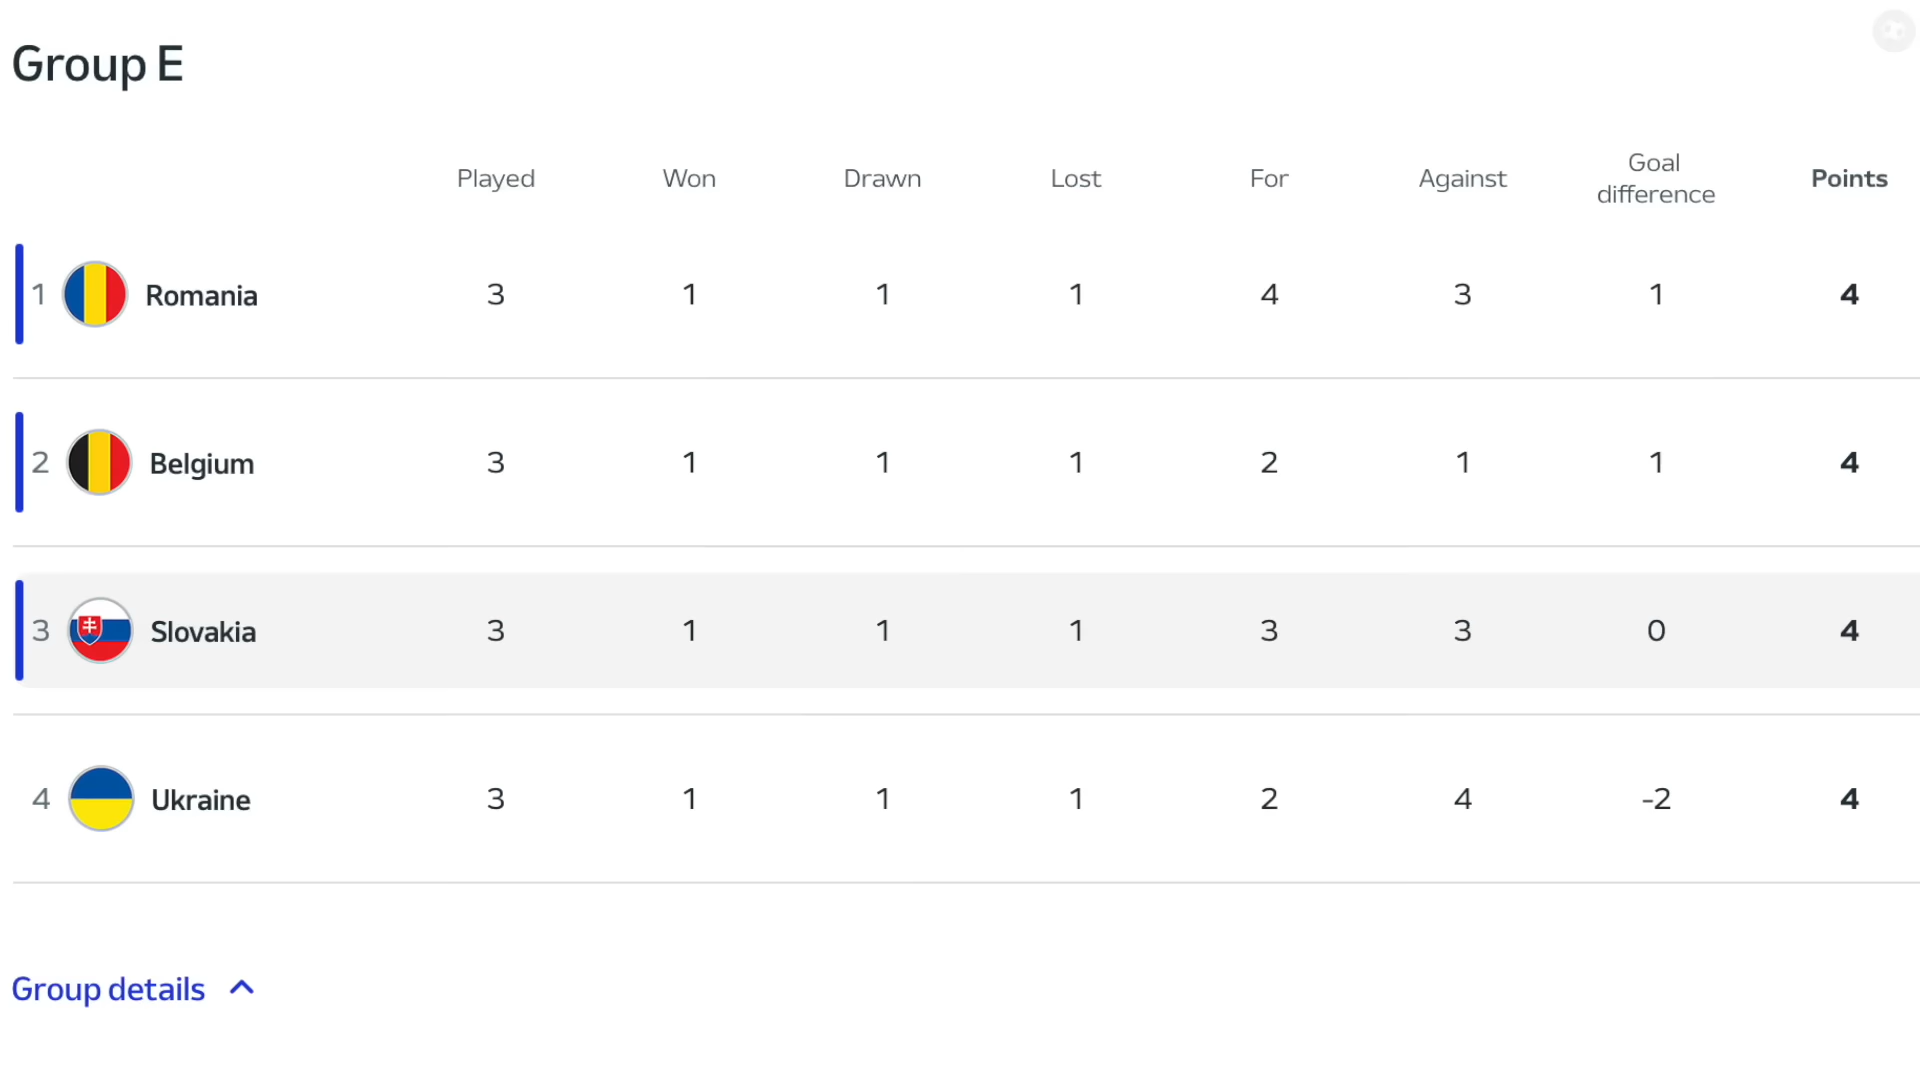 Group E
Played Won Drawn Lost For Against Goal difference Points
1 Romania 3 1 1 1 4 3 1 4
2 Belgium 3 1 1 1 2 1 1 4
3 Slovakia 3 1 1 1 3 3 0 4
4 Ukraine 3 1 1 1 2 4 -2 4
Group details